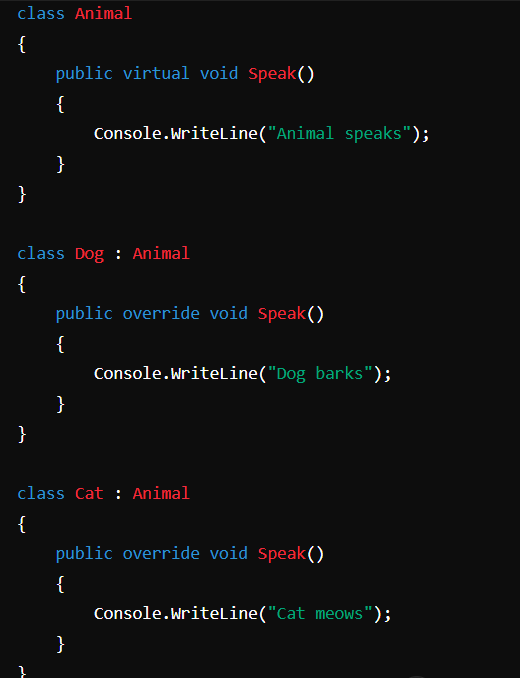 class Animal
{
    public virtual void Speak()
    {
        Console.WriteLine("Animal speaks");
    }
}

class Dog : Animal
{
    public override void Speak()
    {
        Console.WriteLine("Dog barks");
    }
}

class Cat : Animal
{
    public override void Speak()
    {
        Console.WriteLine("Cat meows");
    }
}